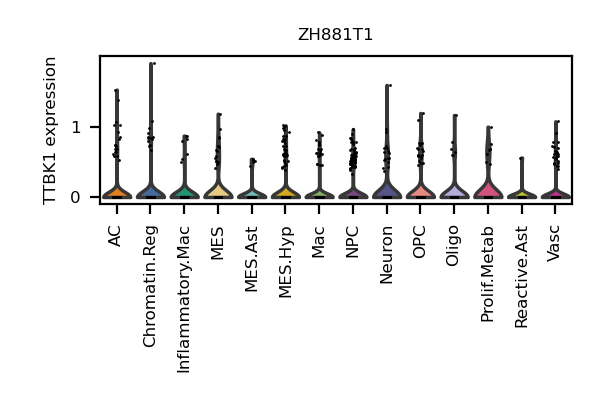 ZH881T1
TTBK1 expression
1
0
AC
Chromatin.Reg
Inflammatory.Mac
MES
MES.Ast
MES.Hyp
Mac
NPC
Neuron
OPC
Oligo
Prolif.Metab
Reactive.Ast
Vasc